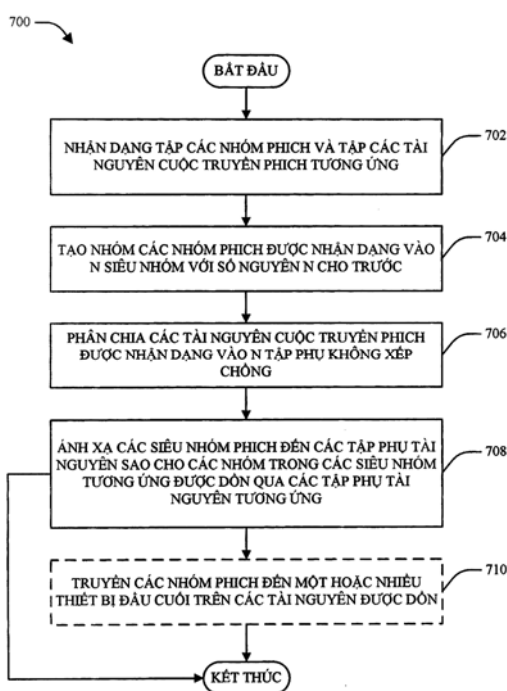 700
BẮT ĐẦU
NHẬN DẠNG TẬP CÁC NHÓM PHICH VÀ TẬP CÁC TÀI
NGUYÊN CUỘC TRUYỀN PHICH TƯƠNG ỨNG
702
TẠO NHÓM CÁC NHÓM PHICH ĐƯỢC NHẬN DẠNG VÀO
N SIÊU NHÓM VỚI SỐ NGUYÊN N CHO TRƯỚC
704
PHÂN CHIA CÁC TÀI NGUYÊN CUỘC TRUYỀN PHICH
ĐƯỢC NHẬN DẠNG VÀO N TẬP PHỤ KHÔNG XẾP
CHỒNG
706
ÁNH XẠ CÁC SIÊU NHÓM PHICH ĐẾN CÁC TẬP PHỤ TÀI
NGUYÊN SAO CHO CÁC NHÓM TRONG CÁC SIÊU NHÓM
TƯƠNG ỨNG ĐƯỢC DỒN QUA CÁC TẬP PHỤ TÀI
NGUYÊN TƯƠNG ỨNG
708
TRUYỀN CÁC NHÓM PHICH ĐẾN MỘT HOẶC NHIỀU
THIẾT BỊ ĐẦU CUỐI TRÊN CÁC TÀI NGUYÊN ĐƯỢC DỒN
710
KẾT THÚC